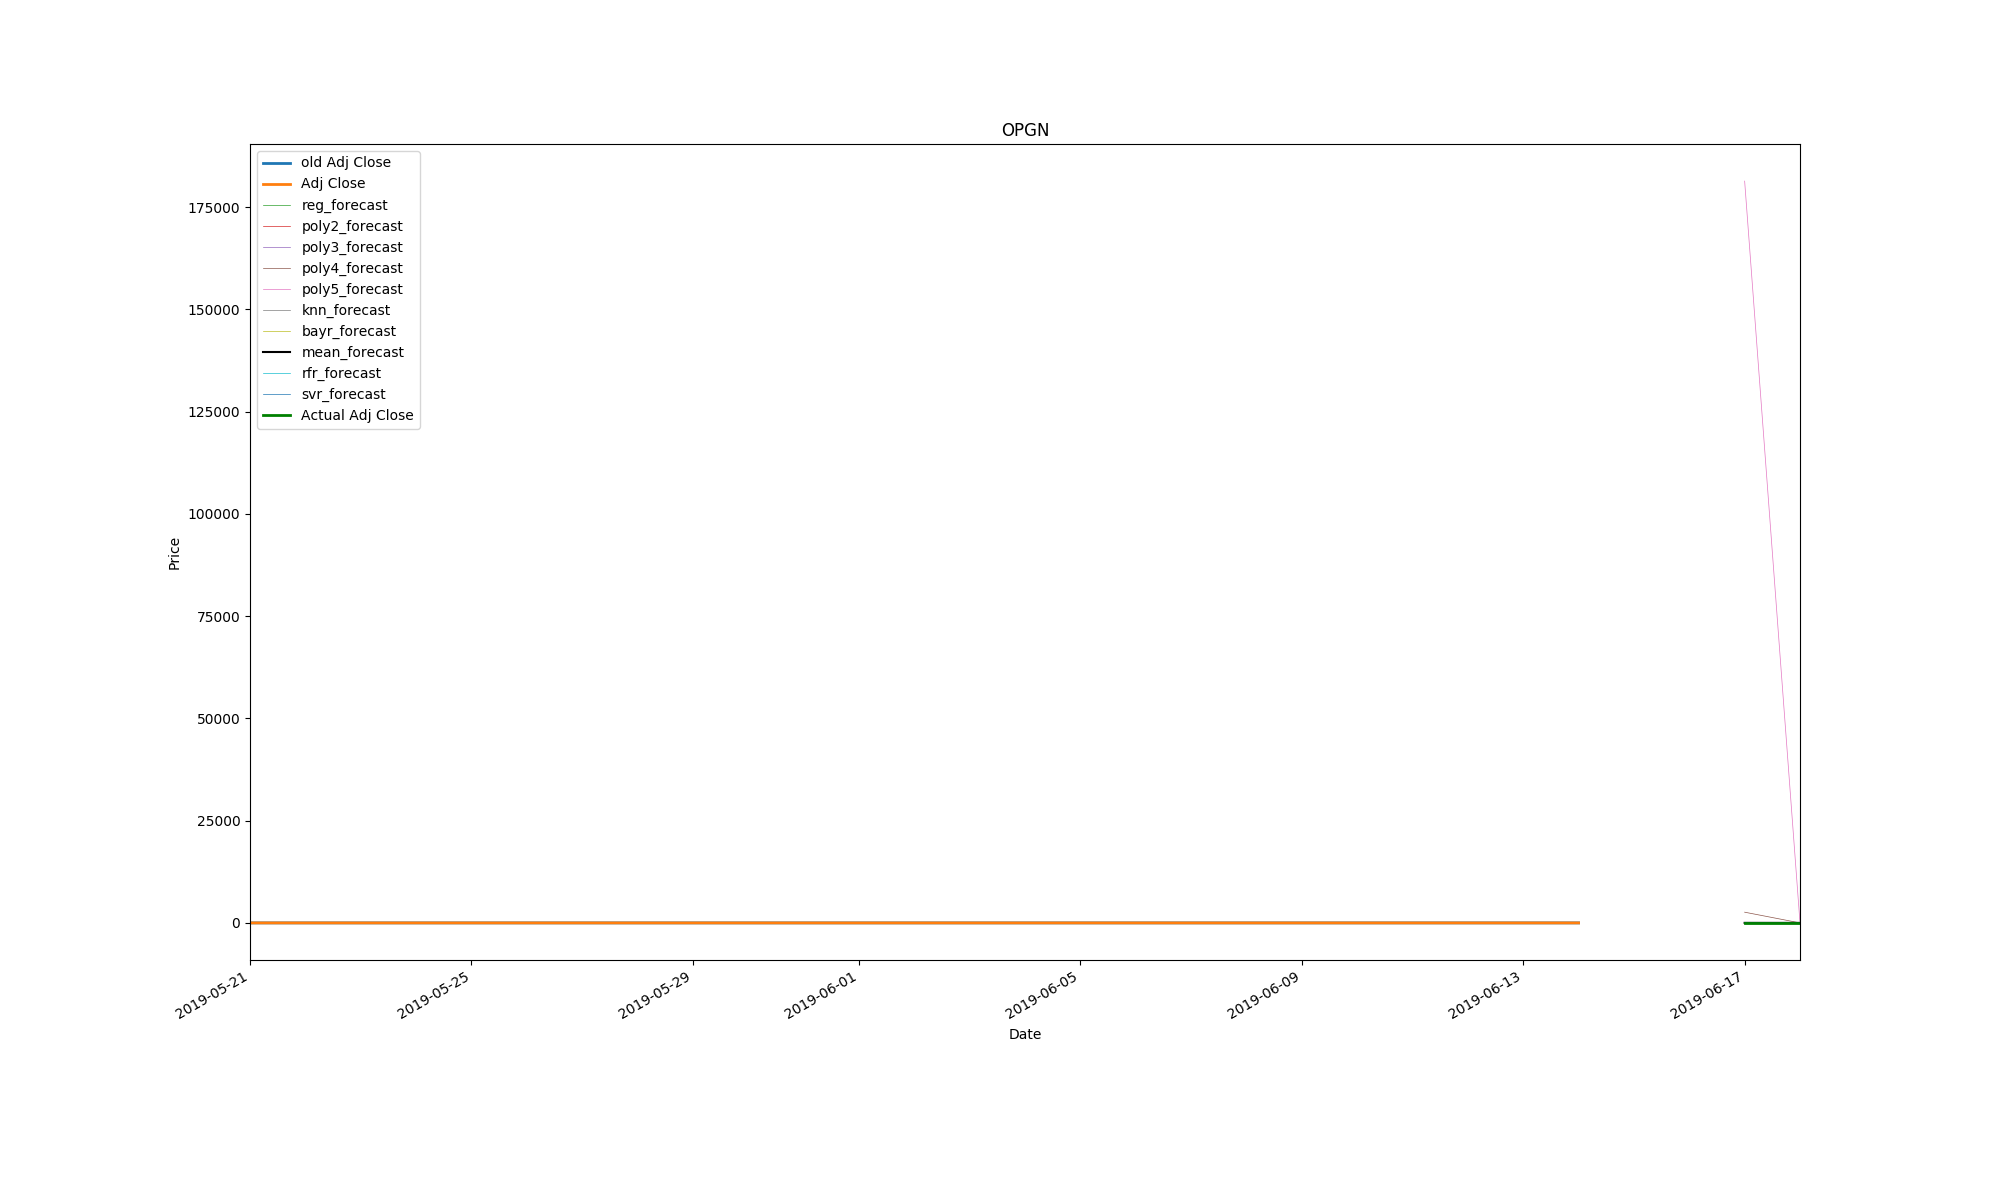 OPGN
old Adj Close
Adj Close
reg_forecast
poly2_forecast
poly3_forecast
poly4_forecast
poly5_forecast
knn_forecast
bayr_forecast
mean_forecast
rfr_forecast
svr_forecast
Actual Adj Close
175000
150000
125000
100000
75000
50000
25000
0
Price
2019-05-21
2019-05-25
2019-05-29
2019-06-01
2019-06-05
2019-06-09
2019-06-13
2019-06-17
Date